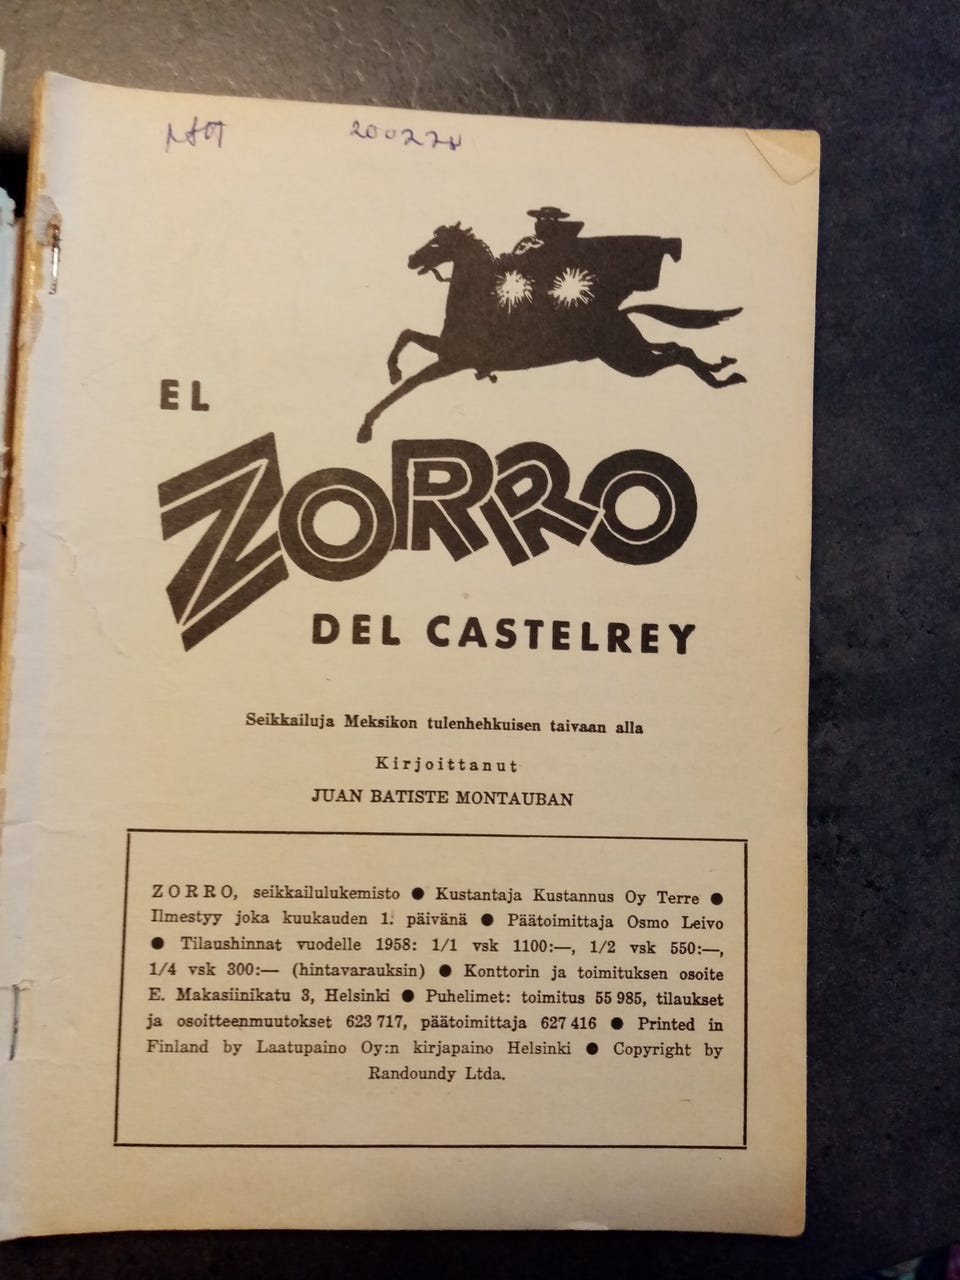 200228
EL
ZORRO
DEL CASTELREY
Seikkailuja Meksikon tulenhehkuisen taivaan alla
Kirjoittanut
JUAN BATISTE MONTAUBAN
ZORRO, seikkailulukemisto ● Kustantaja Kustannus Oy Terre ●
Ilmestyy joka kuukauden 1. päivänä ● Päätoimittaja Osmo Leivo
● Tilaushinnat vuodelle 1958: 1/1 vsk 1100:—, 1/2 vsk 550:—,
1/4 vsk 300:— (hintavarauksin) ● Konttorin ja toimituksen osoite
E. Makasiinikatu 3, Helsinki ● Puhelimet: toimitus 55 985, tilaukset
ja osoitteenmuutokset 623 717, päätoimittaja 627 416 ● Printed in
Finland by Laatupaino Oy:n kirjapaino Helsinki ● Copyright by
Randoundy Ltda.